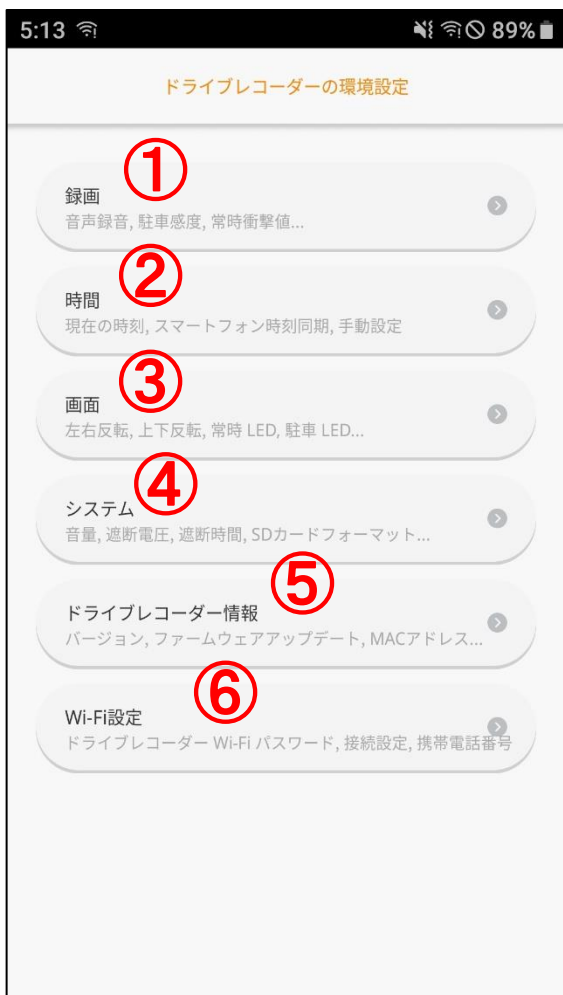 5:13 89%
ドライブレコーダーの環境設定
①
録画
音声録音, 駐車感度, 常時衝撃値...
②
時間
現在の時刻, スマートフォン時刻同期, 手動設定
③
画面
左右反転, 上下反転, 常時 LED, 駐車 LED...
④
システム
音量, 遮断電圧, 遮断時間, SDカードフォーマット...
⑤
ドライブレコーダー情報
バージョン, ファームウェアアップデート, MACアドレス...
⑥
Wi-Fi設定
ドライブレコーダー Wi-Fi パスワード, 接続設定, 携帯電話番号